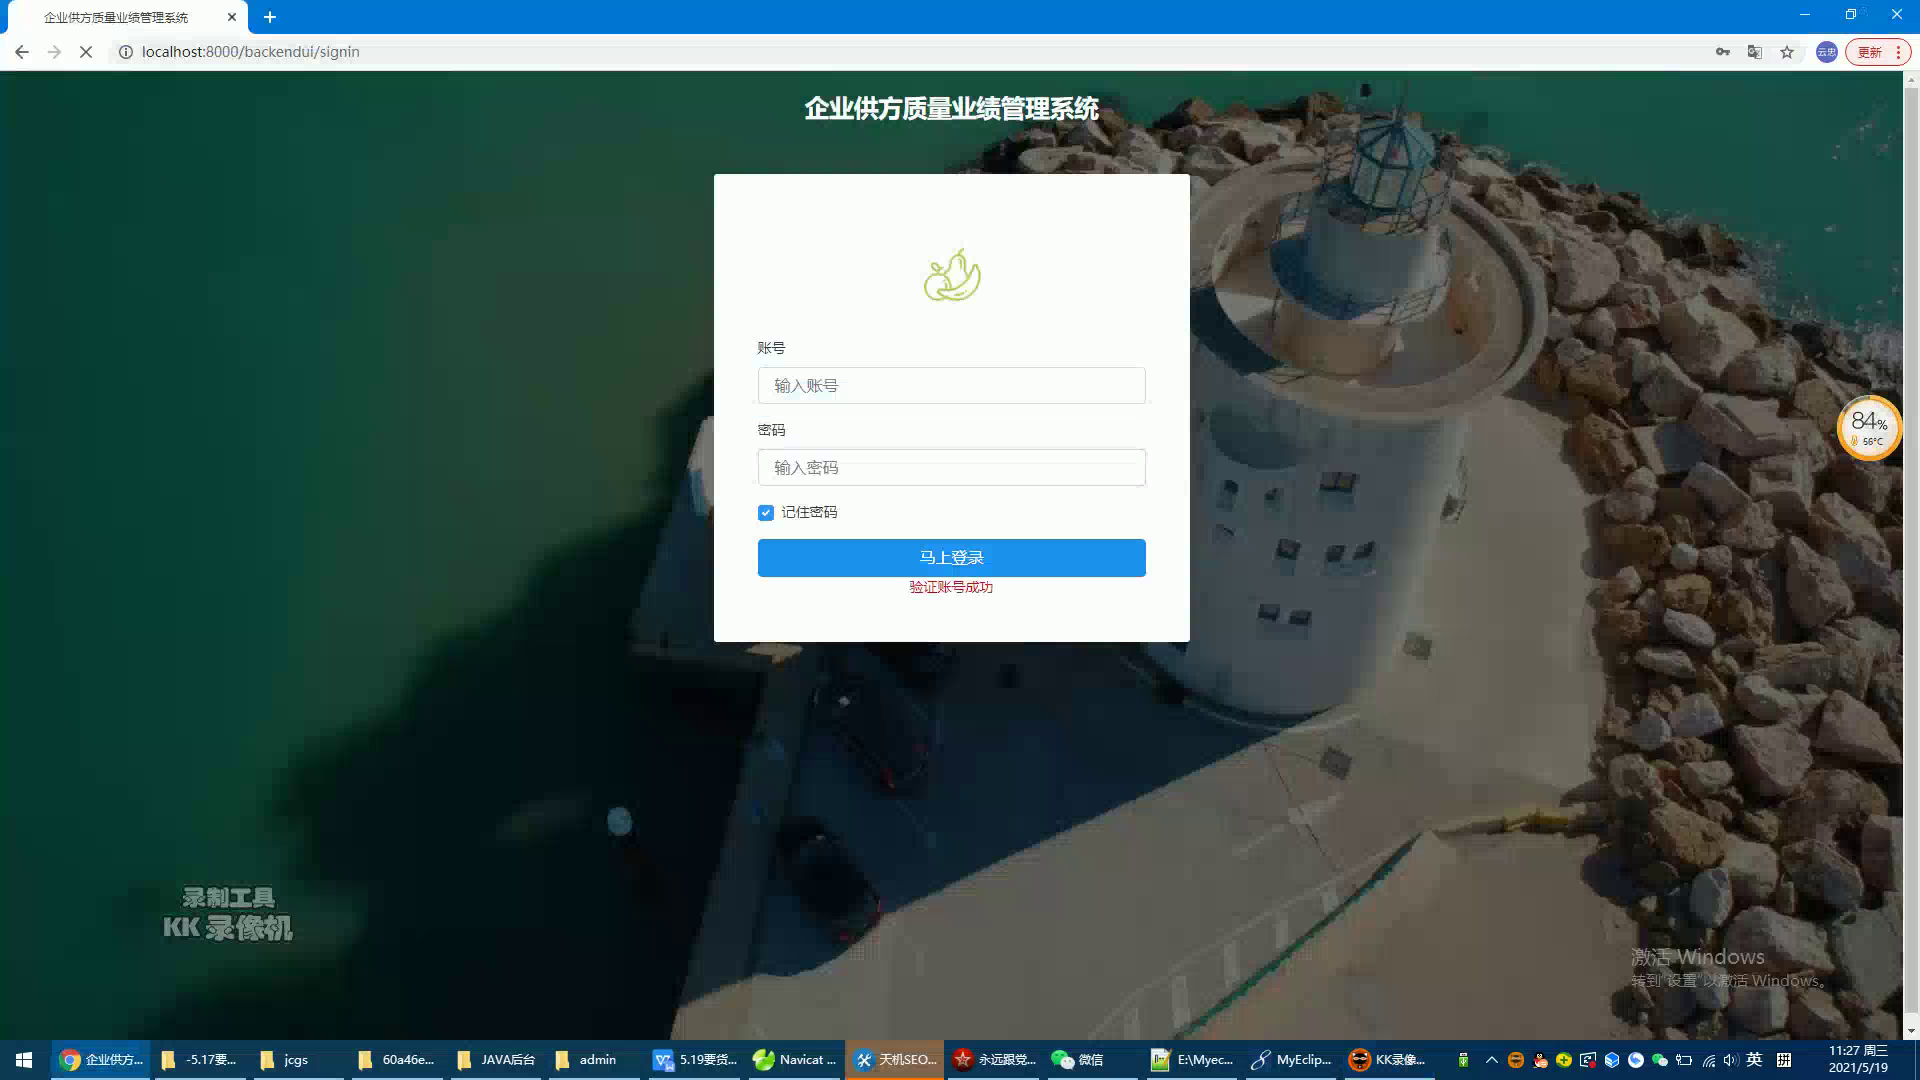 企业供方质量业绩管理系统
localhost:8000/backendui/signin
云忠
更新
企业供方质量业绩管理系统
账号
输入账号
84%
56°C
密码
输入密码
记住密码
马上登录
验证账号成功
录制工具
KK 录像机
激活 Windows
转到"设置"以激活 Windows。
企业供方...
-5.17要...
jcgs
60a46e...
JAVA后台
admin
5.19要货...
Navicat ...
天机SEO...
永远跟党...
微信
E:\Myec...
MyEclip...
KK录像...
英
拼
11:27 周三
2021/5/19